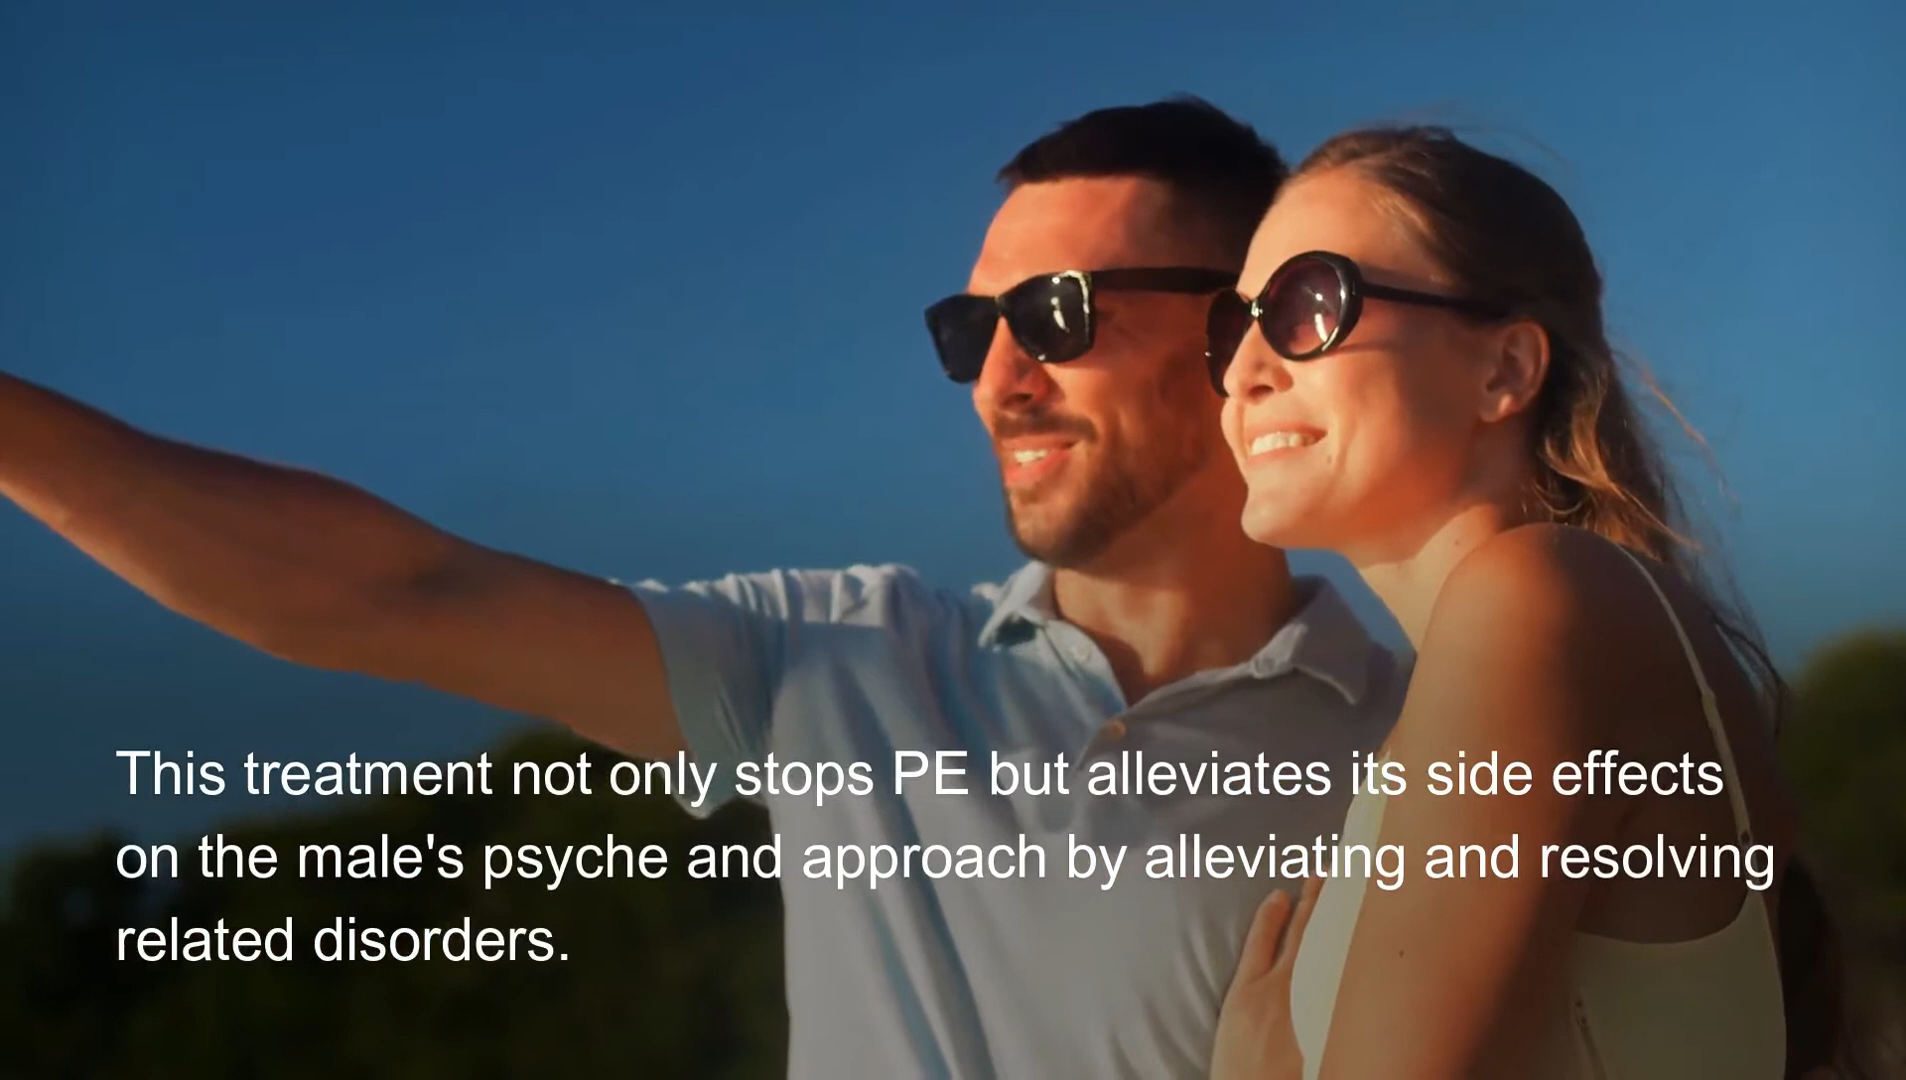 This treatment not only stops PE but alleviates its side effects
on the male's psyche and approach by alleviating and resolving
related disorders.